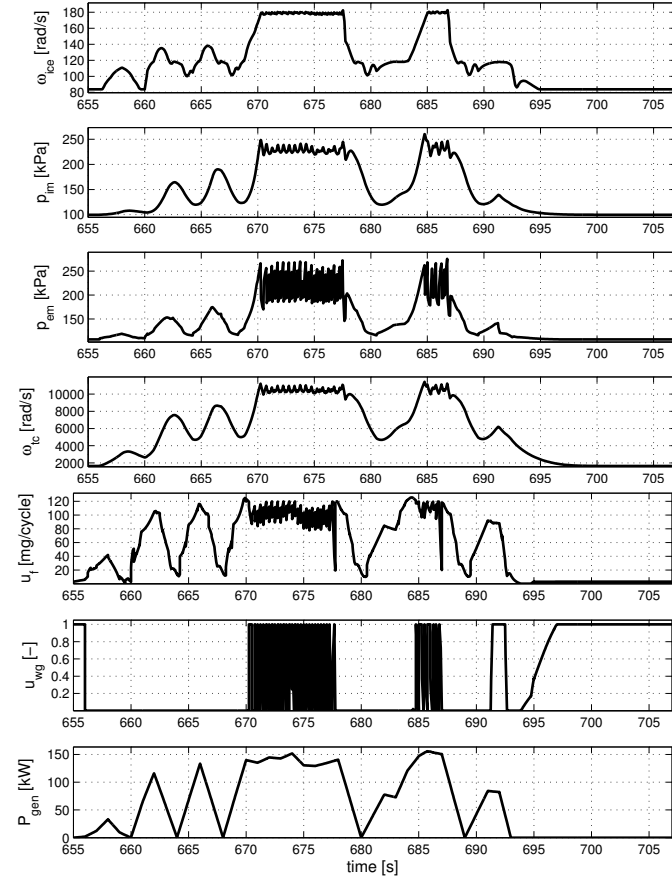 180
160
140
120
100
80
ω_ice [rad/s]
655 660 665 670 675 680 685 690 695 700 705
250
200
150
100
p_im [kPa]
655 660 665 670 675 680 685 690 695 700 705
250
200
150
p_em [kPa]
655 660 665 670 675 680 685 690 695 700 705
10000
8000
6000
4000
2000
ω_tc [rad/s]
655 660 665 670 675 680 685 690 695 700 705
120
100
80
60
40
20
u_f [mg/cycle]
655 660 665 670 675 680 685 690 695 700 705
1
0.8
0.6
0.4
0.2
u_wg [−]
655 660 665 670 675 680 685 690 695 700 705
150
100
50
0
P_gen [kW]
655 660 665 670 675 680 685 690 695 700 705
time [s]